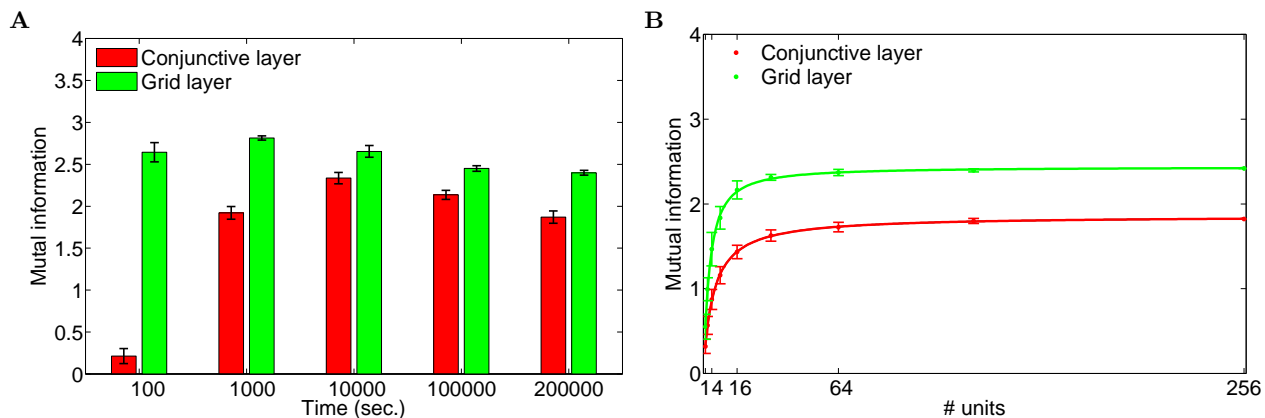 A
B
4
3.5
3
2.5
2
1.5
1
0.5
0
Mutal information
Conjunctive layer
Grid layer
100 1000 10000 100000 200000
Time (sec.)
4
3
2
1
0
Mutual information
Conjunctive layer
Grid layer
1 4 16 64 256
# units